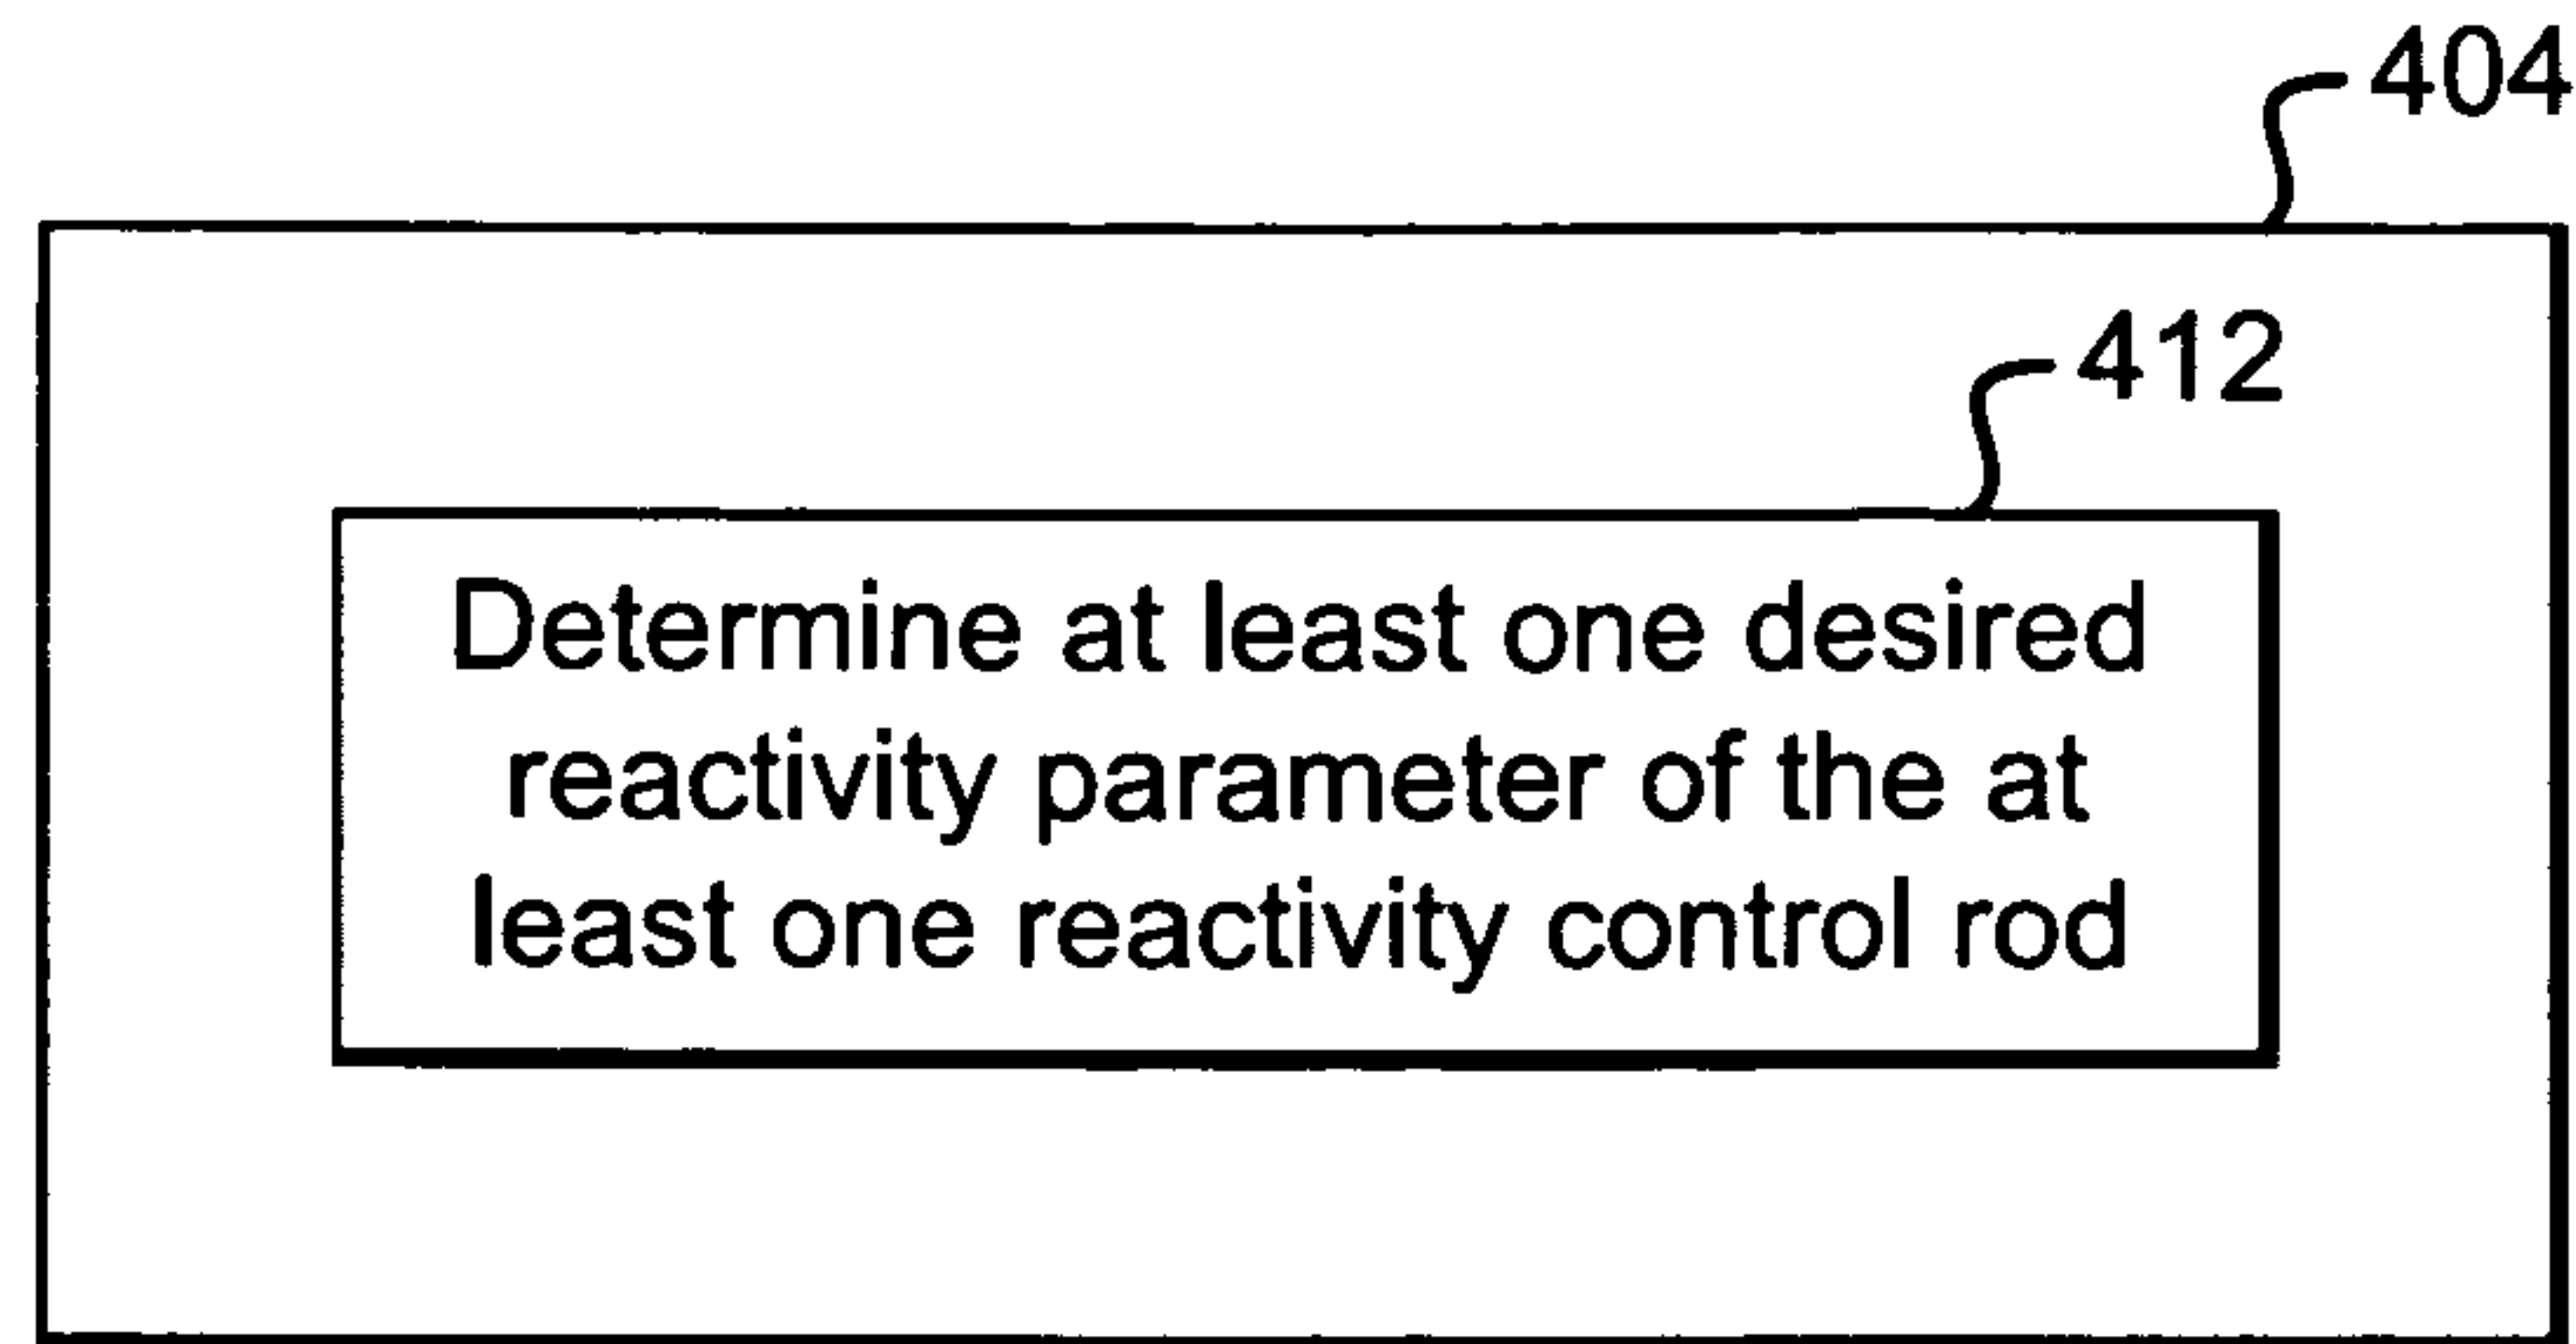 404
412
Determine at least one desired
reactivity parameter of the at
least one reactivity control rod